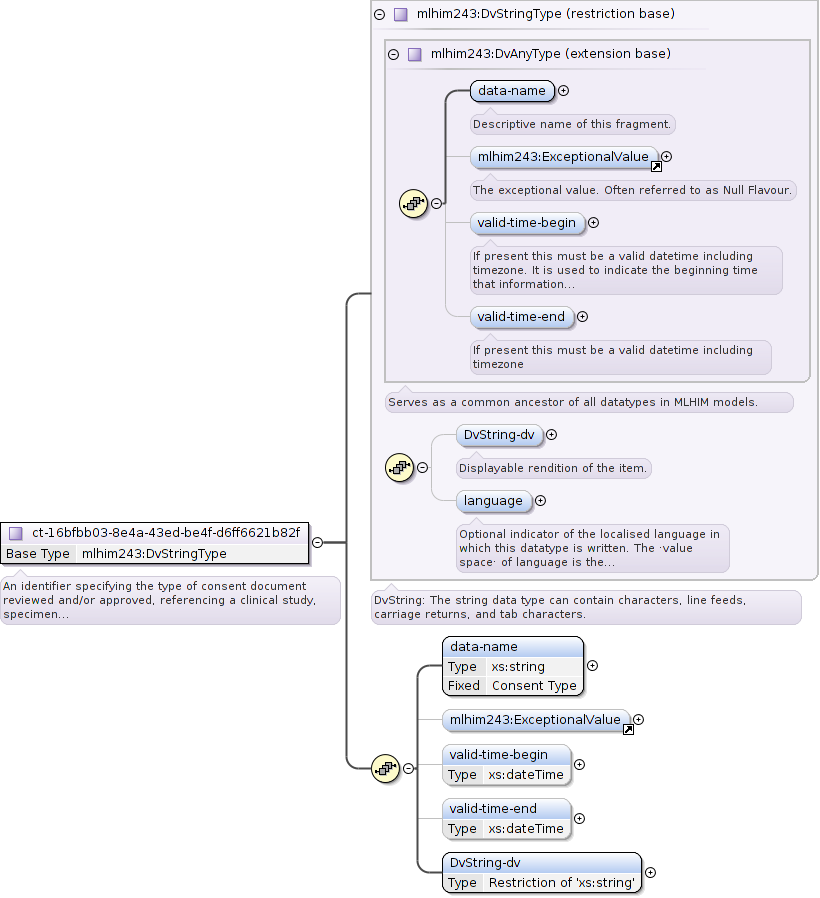 mlhim243:DvStringType (restriction base)
mlhim243:DvAnyType (extension base)
data-name
Descriptive name of this fragment.
mlhim243:ExceptionalValue
The exceptional value. Often referred to as Null Flavour.
valid-time-begin
If present this must be a valid datetime including
timezone. It is used to indicate the beginning time
that information...
valid-time-end
If present this must be a valid datetime including
timezone
Serves as a common ancestor of all datatypes in MLHIM models.
DvString-dv
Displayable rendition of the item.
language
Optional indicator of the localised language in
which this datatype is written. The ·value
space· of language is the...
DvString: The string data type can contain characters, line feeds,
carriage returns, and tab characters.
ct-16bfbb03-8e4a-43ed-be4f-d6ff6621b82f
Base Type mlhim243:DvStringType
An identifier specifying the type of consent document
reviewed and/or approved, referencing a clinical study,
specimen...
data-name
Type xs:string
Fixed Consent Type
mlhim243:ExceptionalValue
valid-time-begin
Type xs:dateTime
valid-time-end
Type xs:dateTime
DvString-dv
Type Restriction of 'xs:string'